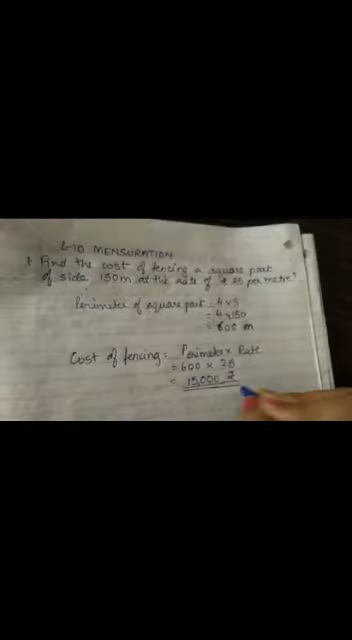 L-10 MENSURATION
1. Find the cost of fencing a square park
of side 150m at the rate of ₹ 25 per metre?
Perimeter of square park = 4×s
= 4×150
= 600 m
Cost of fencing = Perimeter × Rate
= 600 × 25
= 15,000 ₹